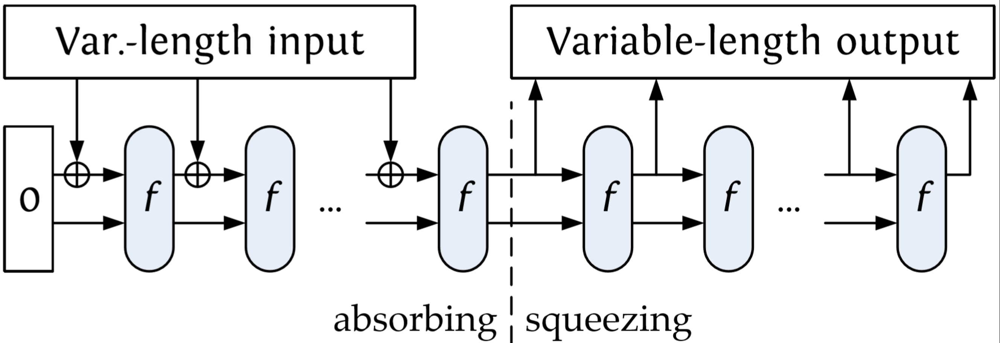 Var.-length input
Variable-length output
0
f
f
...
f
f
f
...
f
absorbing
squeezing